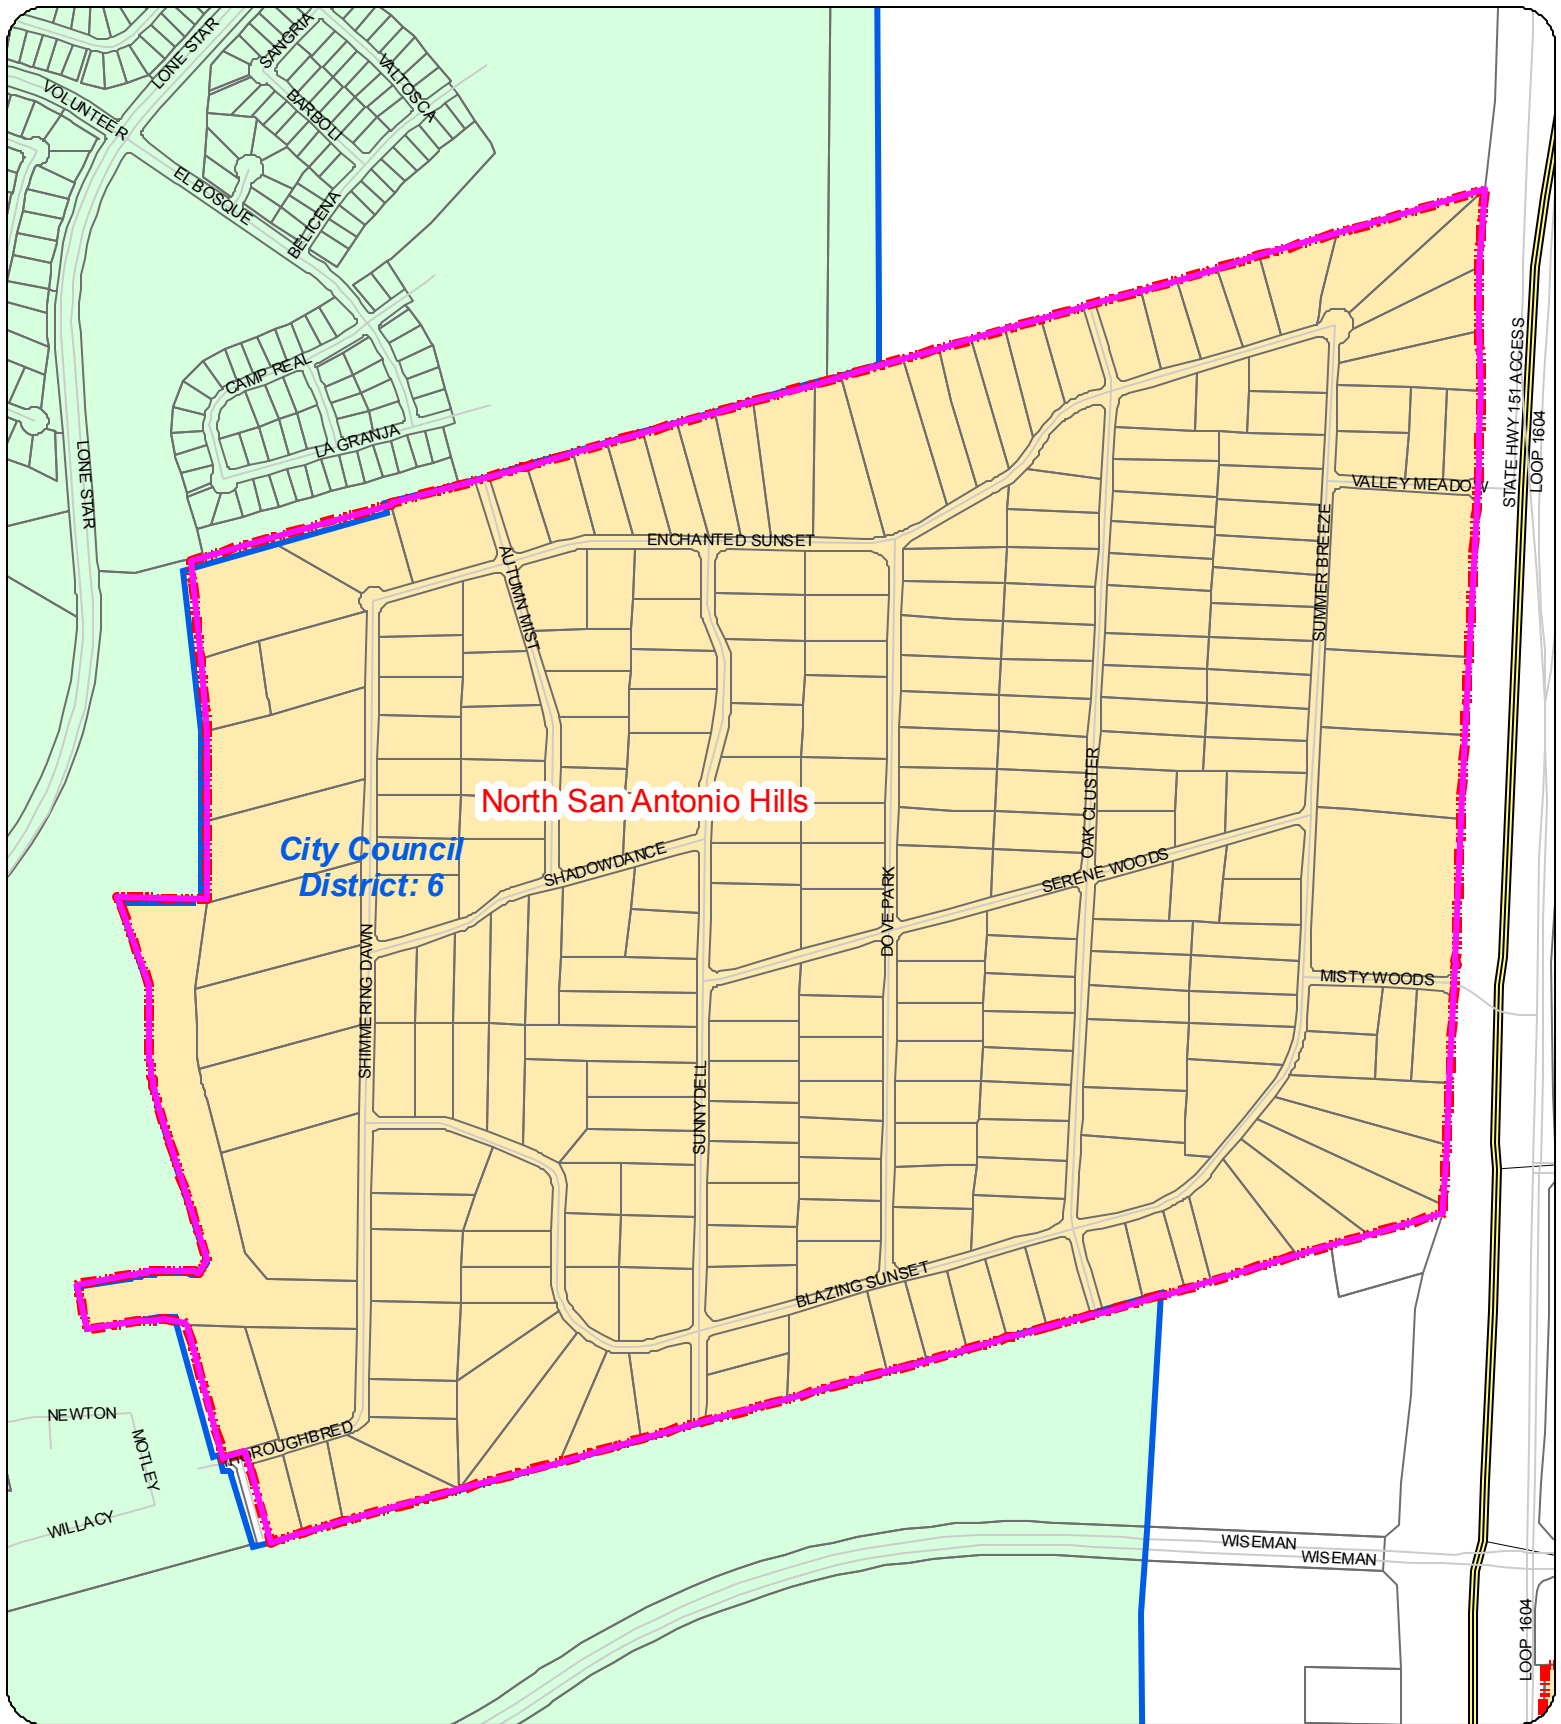 LONE STAR
SANGRIA
VALTOSCA
VOLUNTEER
BARBOLI
EL BOSQUE
BELICENA
CAMP REAL
LA GRANJA
LONE STAR
STATE HWY 151 ACCESS
LOOP 1604
VALLEY MEADOW
ENCHANTED SUNSET
AUTUMN MIST
SUMMER BREEZE
North San Antonio Hills
OAK CLUSTER
City Council
District: 6
SHADOWDANCE
SERENE WOODS
DOVE PARK
SHIMMERING DAWN
MISTY WOODS
SUNNYDELL
BLAZING SUNSET
NEWTON
MOTLEY
OROUGHBRED
WILLACY
WISEMAN
WISEMAN
LOOP 1604